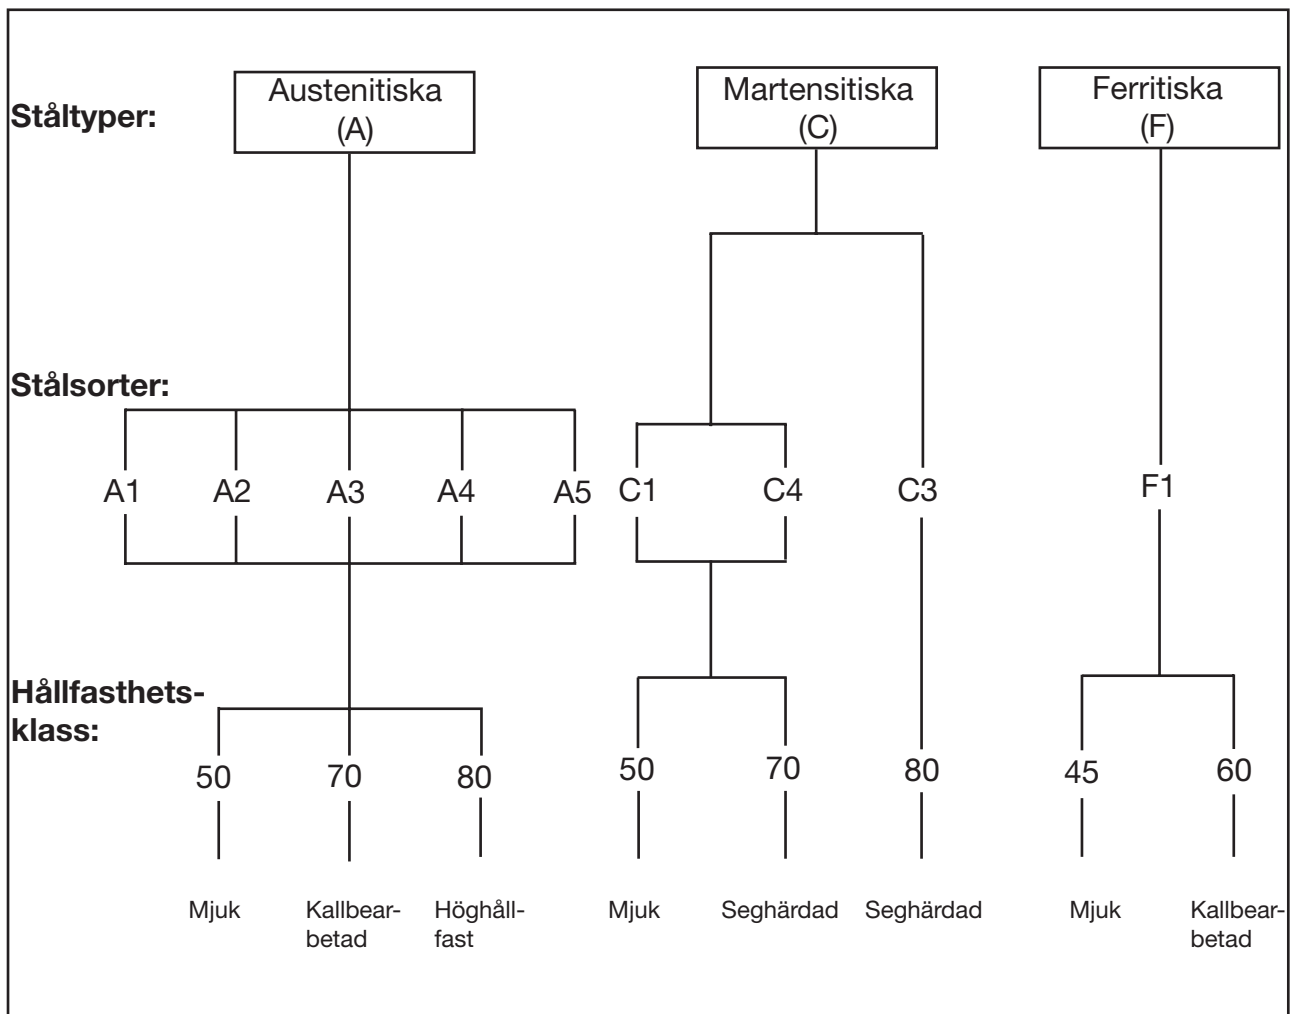 Ståltyper:
Austenitiska
(A)
Martensitiska
(C)
Ferritiska
(F)
Stålsorter:
A1 A2 A3 A4 A5 C1 C4 C3 F1
Hållfasthets-
klass:
50 70 80 50 70 80 45 60
Mjuk
Kallbear-
betad
Höghåll-
fast
Mjuk
Seghärdad
Seghärdad
Mjuk
Kallbear-
betad